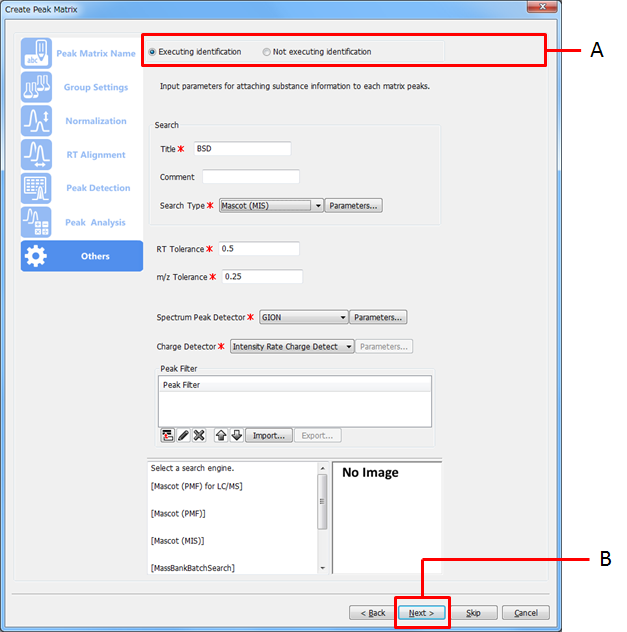 Create Peak Matrix
Peak Matrix Name
Group Settings
Normalization
RT Alignment
Peak Detection
Peak Analysis
Others
Executing identification Not executing identification
A
Input parameters for attaching substance information to each matrix peaks.
Search
Title * BSD
Comment
Search Type * Mascot (MIS) Parameters...
RT Tolerance * 0.5
m/z Tolerance * 0.25
Spectrum Peak Detector * GION Parameters...
Charge Detector * Intensity Rate Charge Detect Parameters...
Peak Filter
Peak Filter
Import... Export...
Select a search engine.
[Mascot (PMF) for LC/MS]
[Mascot (PMF)]
[Mascot (MIS)]
[MassBankBatchSearch]
No Image
B
< Back Next > Skip Cancel